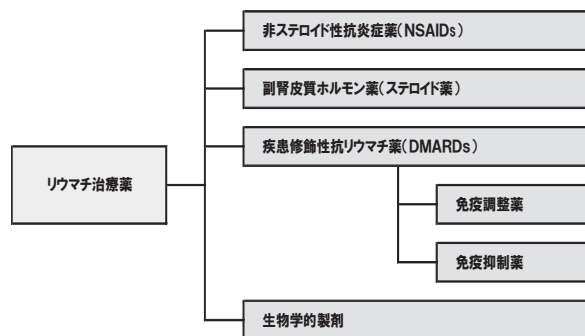 非ステロイド性抗炎症薬(NSAIDs)
副腎皮質ホルモン薬(ステロイド薬)
疾患修飾性抗リウマチ薬(DMARDs)
リウマチ治療薬
免疫調整薬
免疫抑制薬
生物学的製剤